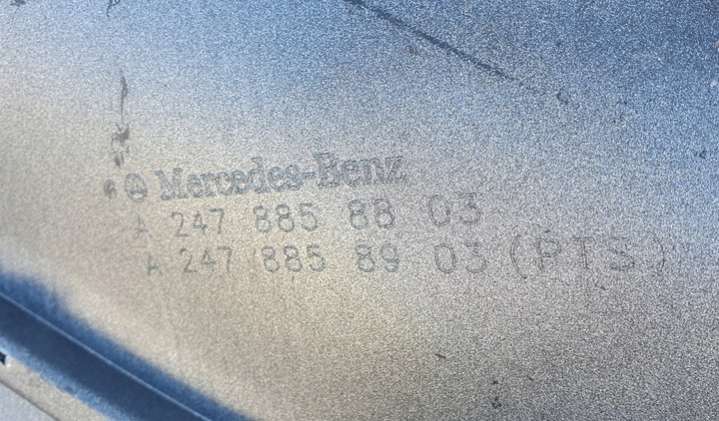 Mercedes-Benz
A 247 885 88 03
A 247 885 89 03 (PTS)